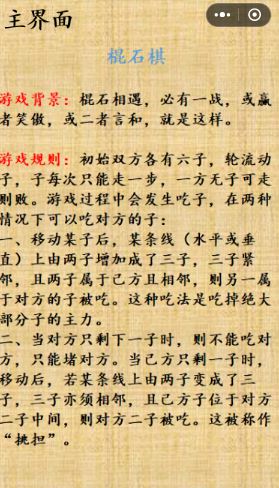 主界面
棍石棋
游戏背景：棍石相遇，必有一战，或赢
者笑傲，或二者言和，就是这样。
游戏规则：初始双方各有六子，轮流动
子，子每次只能走一步，一方无子可走
则败。游戏过程中会发生吃子，在两种
情况下可以吃对方的子：
一、移动某子后，某条线（水平或垂
直）上由两子增加成了三子，三子紧
邻，且两子属于己方且相邻，则另一属
于对方的子被吃。这种吃法是吃掉绝大
部分子的主力。
二、当对方只剩下一子时，则不能吃对
方，只能堵对方。当己方只剩一子时，
移动后，若某条线上由两子变成了三
子，三子亦须相邻，且己方子位于对方
二子中间，则对方二子被吃。这被称作
“挑担”。